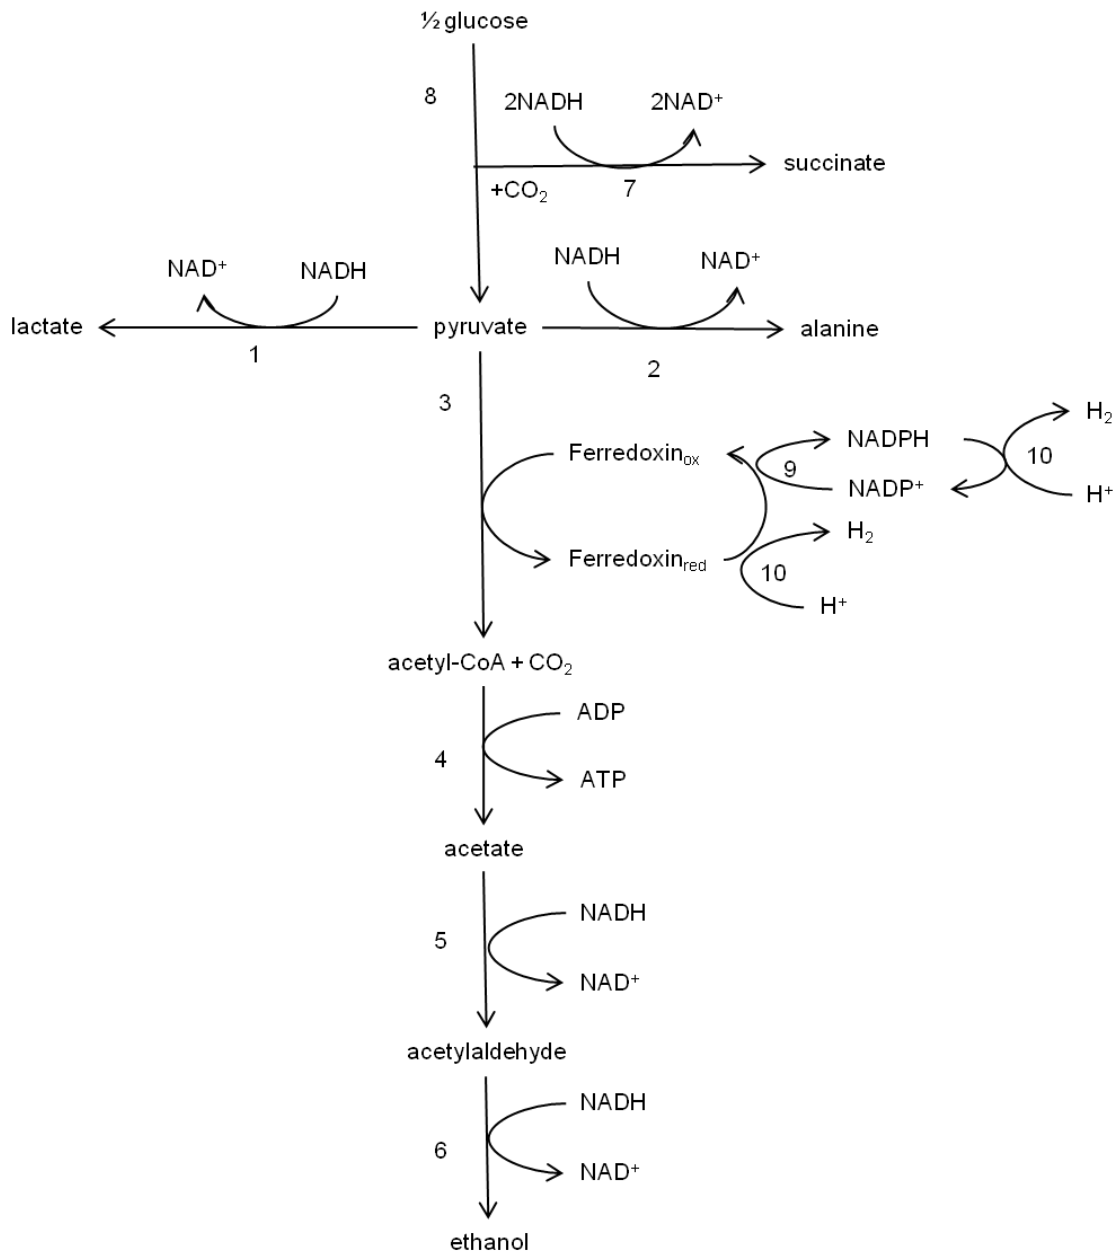 ½ glucose
8
2NADH
2NAD⁺
succinate
+CO₂
7
NAD⁺
NADH
NADH
NAD⁺
lactate
pyruvate
alanine
1
2
3
H₂
Ferredoxinₒₓ
NADPH
10
9
NADP⁺
H⁺
H₂
Ferredoxin_red
10
H⁺
acetyl-CoA + CO₂
ADP
4
ATP
acetate
NADH
5
NAD⁺
acetylaldehyde
NADH
6
NAD⁺
ethanol